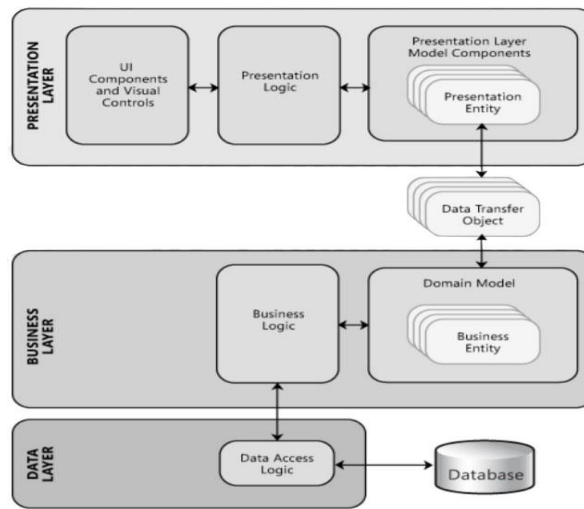 PRESENTATION
LAYER
UI
Components
and Visual
Controls
Presentation
Logic
Presentation Layer
Model Components
Presentation
Entity
Data Transfer
Object
BUSINESS
LAYER
Business
Logic
Domain Model
Business
Entity
DATA
LAYER
Data Access
Logic
Database